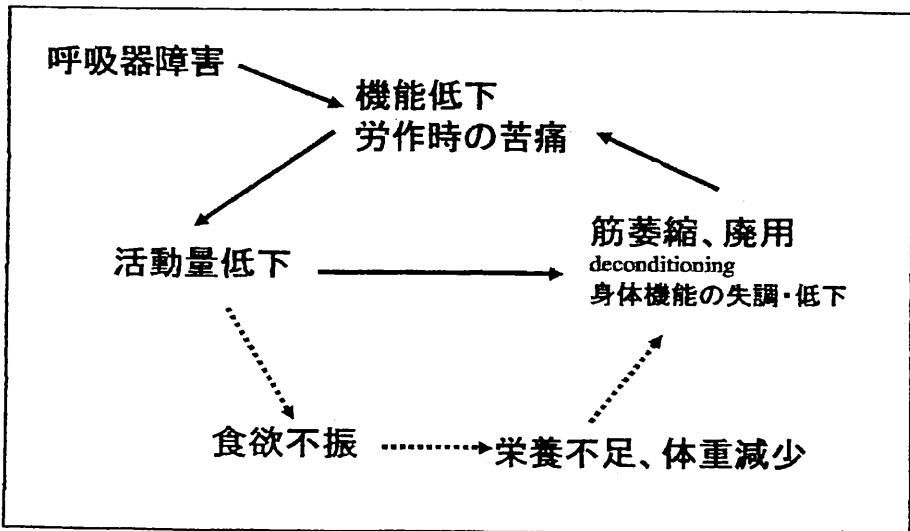 呼吸器障害
機能低下
労作時の苦痛
活動量低下
筋萎縮、廃用
deconditioning
身体機能の失調・低下
食欲不振
栄養不足、体重減少